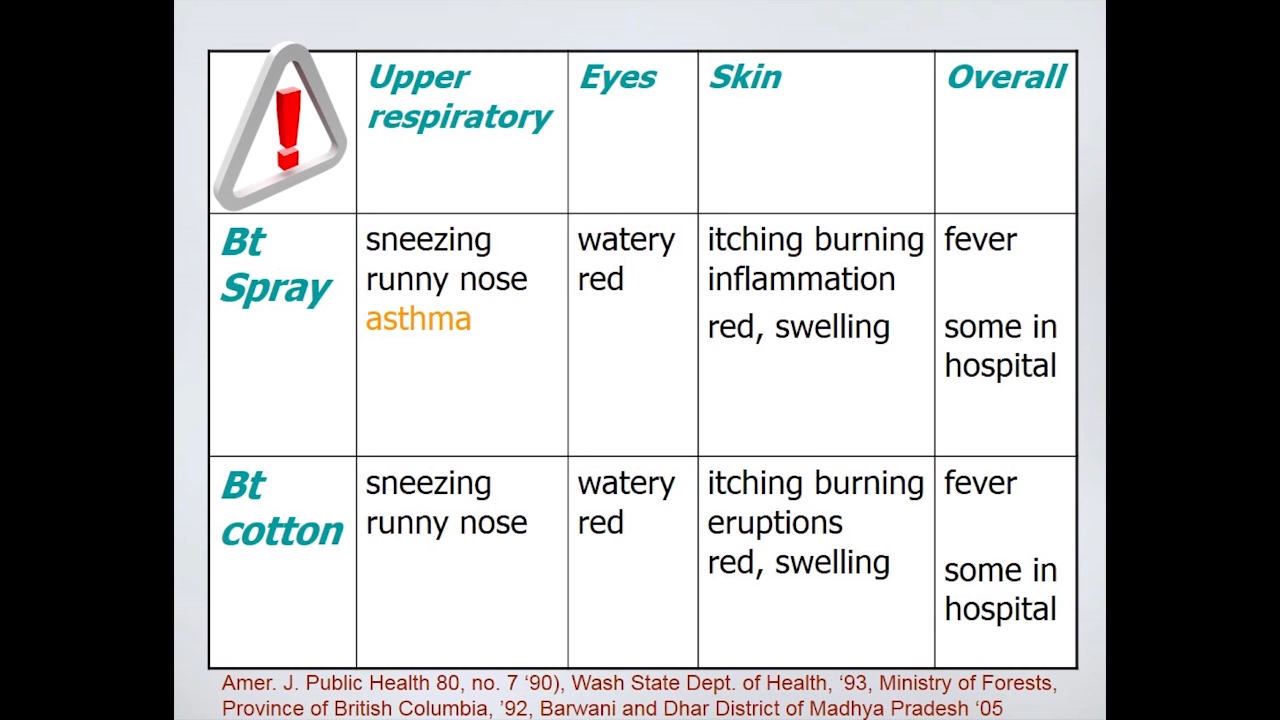 Upper respiratory
Eyes
Skin
Overall
Bt Spray
sneezing
runny nose
asthma
watery
red
itching burning
inflammation
red, swelling
fever
some in
hospital
Bt cotton
sneezing
runny nose
watery
red
itching burning
eruptions
red, swelling
fever
some in
hospital
Amer. J. Public Health 80, no. 7 ‘90), Wash State Dept. of Health, ‘93, Ministry of Forests,
Province of British Columbia, ’92, Barwani and Dhar District of Madhya Pradesh ‘05